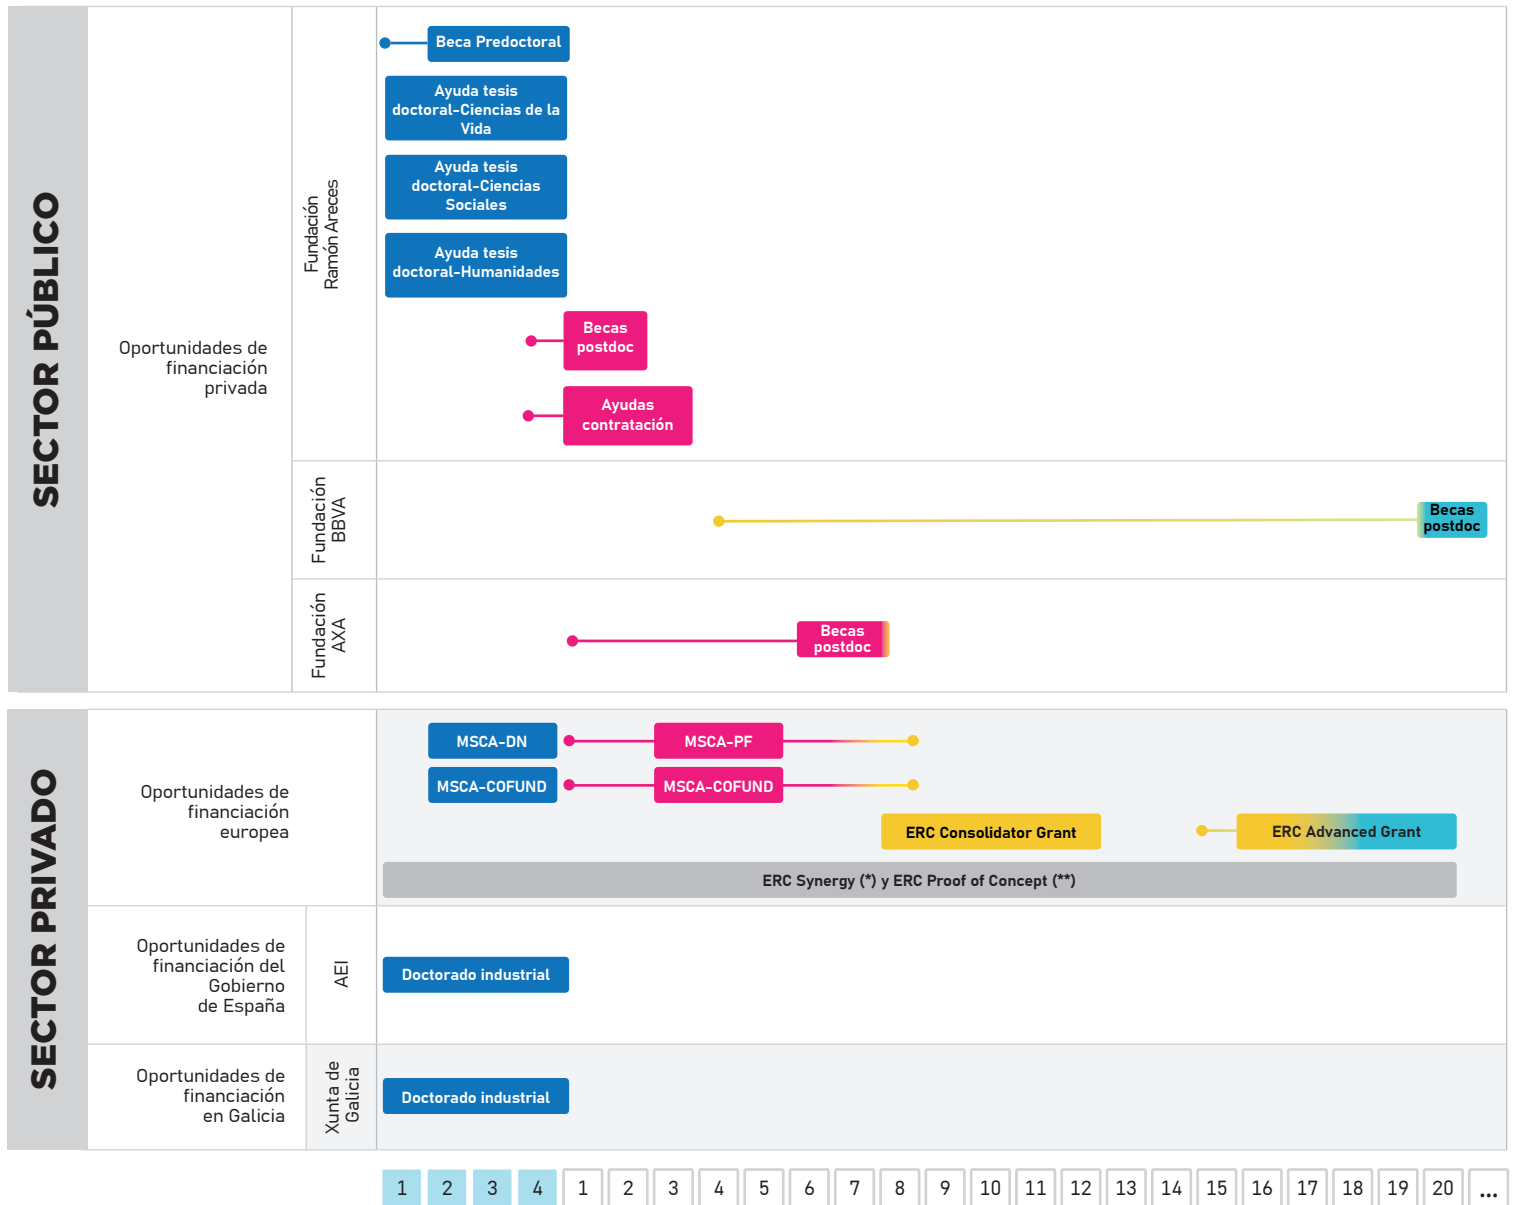 SECTOR PÚBLICO
Oportunidades de
financiación
privada
Fundación
Ramón Areces
Beca Predoctoral
Ayuda tesis
doctoral-Ciencias de la
Vida
Ayuda tesis
doctoral-Ciencias
Sociales
Ayuda tesis
doctoral-Humanidades
Becas
postdoc
Ayudas
contratación
Fundación
BBVA
Becas
postdoc
Fundación
AXA
Becas
postdoc
SECTOR PRIVADO
Oportunidades de
financiación
europea
MSCA-DN
MSCA-PF
MSCA-COFUND
MSCA-COFUND
ERC Consolidator Grant
ERC Advanced Grant
ERC Synergy (*) y ERC Proof of Concept (**)
Oportunidades de
financiación del
Gobierno
de España
AEI
Doctorado industrial
Oportunidades de
financiación
en Galicia
Xunta de
Galicia
Doctorado industrial
1 2 3 4 1 2 3 4 5 6 7 8 9 10 11 12 13 14 15 16 17 18 19 20 ...